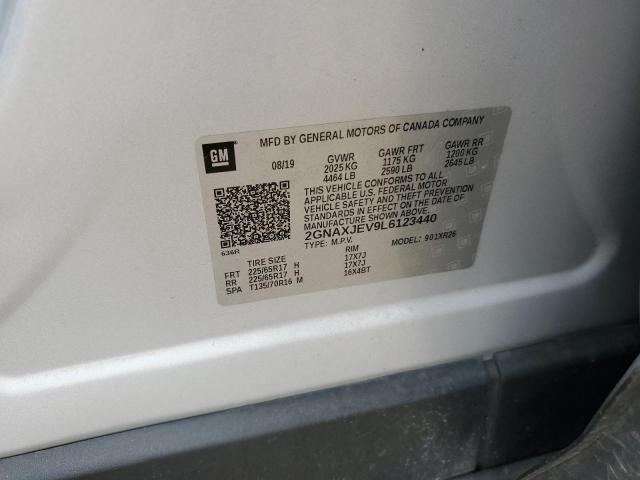 GM
MFD BY GENERAL MOTORS OF CANADA COMPANY
08/19 GVWR GAWR FRT GAWR RR
2025 KG 1175 KG 1200 KG
4464 LB 2590 LB 2645 LB
THIS VEHICLE CONFORMS TO ALL
APPLICABLE U.S. FEDERAL MOTOR
VEHICLE SAFETY AND THEFT PREVENTION
STANDARDS IN EFFECT ON THE DATE OF
MANUFACTURE SHOWN ABOVE.
2GNAXJEV9L6123440
636R TYPE: M.P.V. MODEL: 901XR26
TIRE SIZE RIM
FRT 225/65R17 H 17X7J
RR 225/65R17 H 17X7J
SPA T135/70R16 M 16X4BT